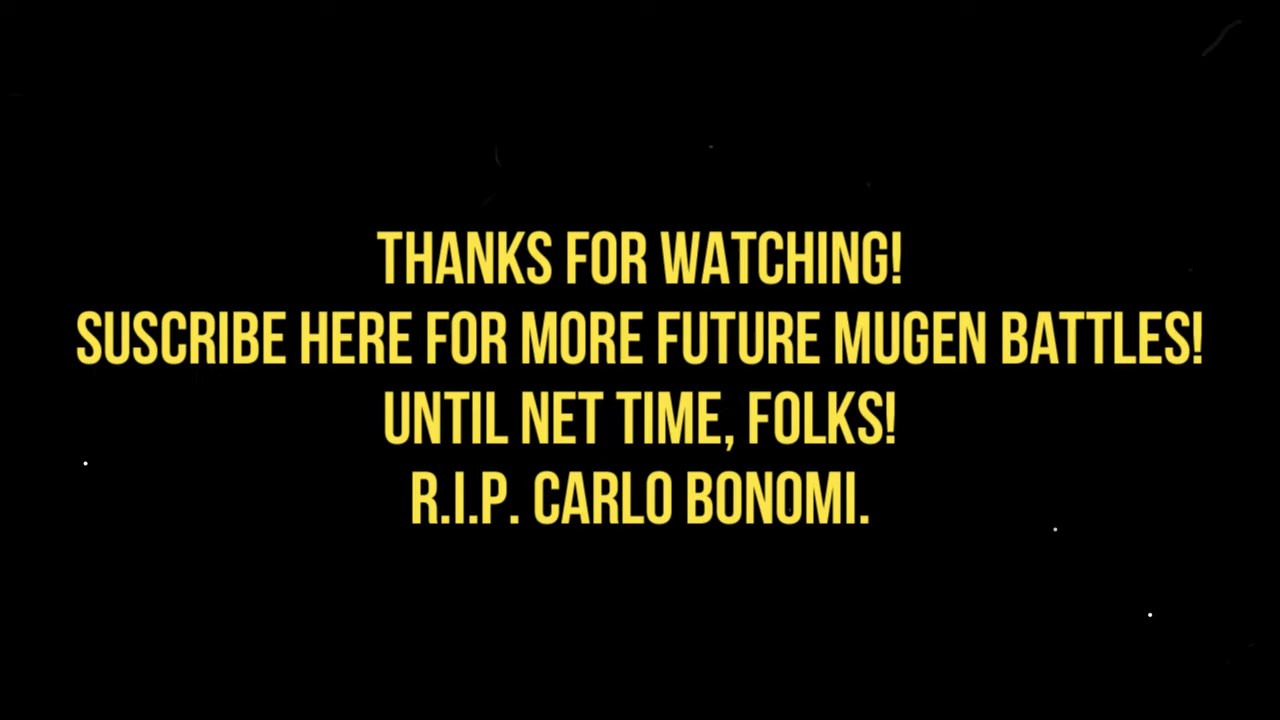 THANKS FOR WATCHING!
SUSCRIBE HERE FOR MORE FUTURE MUGEN BATTLES!
UNTIL NET TIME, FOLKS!
R.I.P. CARLO BONOMI.